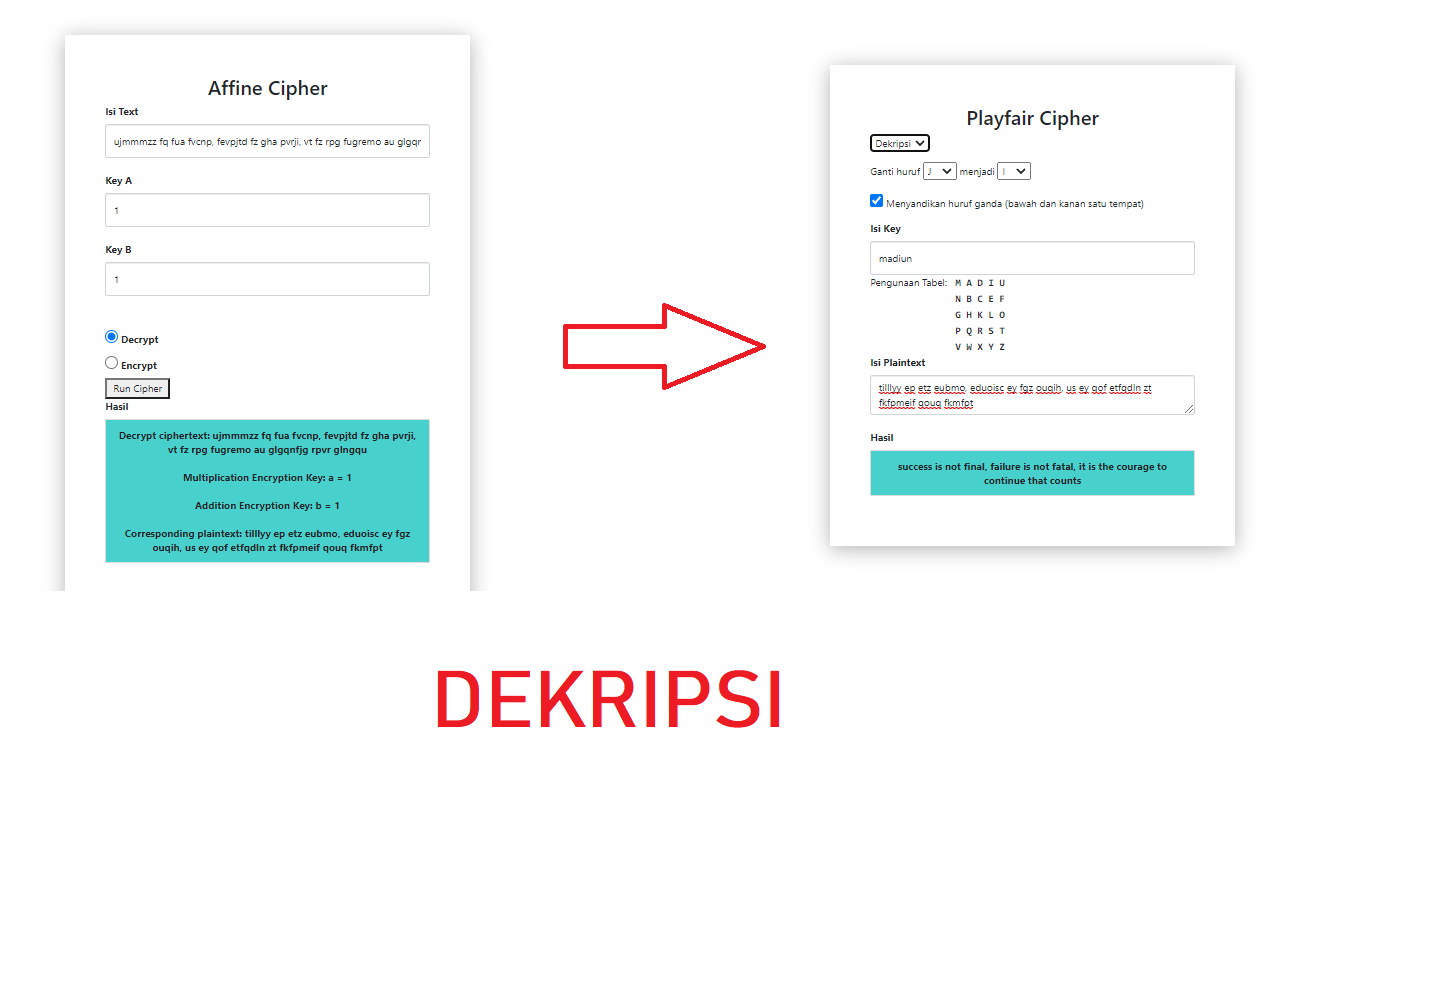 Affine Cipher
Isi Text
ujmmmzz fq fua fvcnp, fevpjtd fz gha pvrji, vt fz rpg fugremo au glgqr
Key A
1
Key B
1
Decrypt
Encrypt
Run Cipher
Hasil
Decrypt ciphertext: ujmmmzz fq fua fvcnp, fevpjtd fz gha pvrji,
vt fz rpg fugremo au glgqnfjg rpvr glngqu
Multiplication Encryption Key: a = 1
Addition Encryption Key: b = 1
Corresponding plaintext: tilllyy ep etz eubmo, eduoisc ey fgz
ouqih, us ey qof etfqdln zt fkfpmeif qouq fkmfpt
Playfair Cipher
Dekripsi
Ganti huruf J menjadi I
Menyandikan huruf ganda (bawah dan kanan satu tempat)
Isi Key
madiun
Pengunaan Tabel: M A D I U
N B C E F
G H K L O
P Q R S T
V W X Y Z
Isi Plaintext
tilllyy ep etz eubmo, eduoisc ey fgz ouqih, us ey qof etfqdln zt
fkfpmeif qouq fkmfpt
Hasil
success is not final, failure is not fatal, it is the courage to
continue that counts
DEKRIPSI